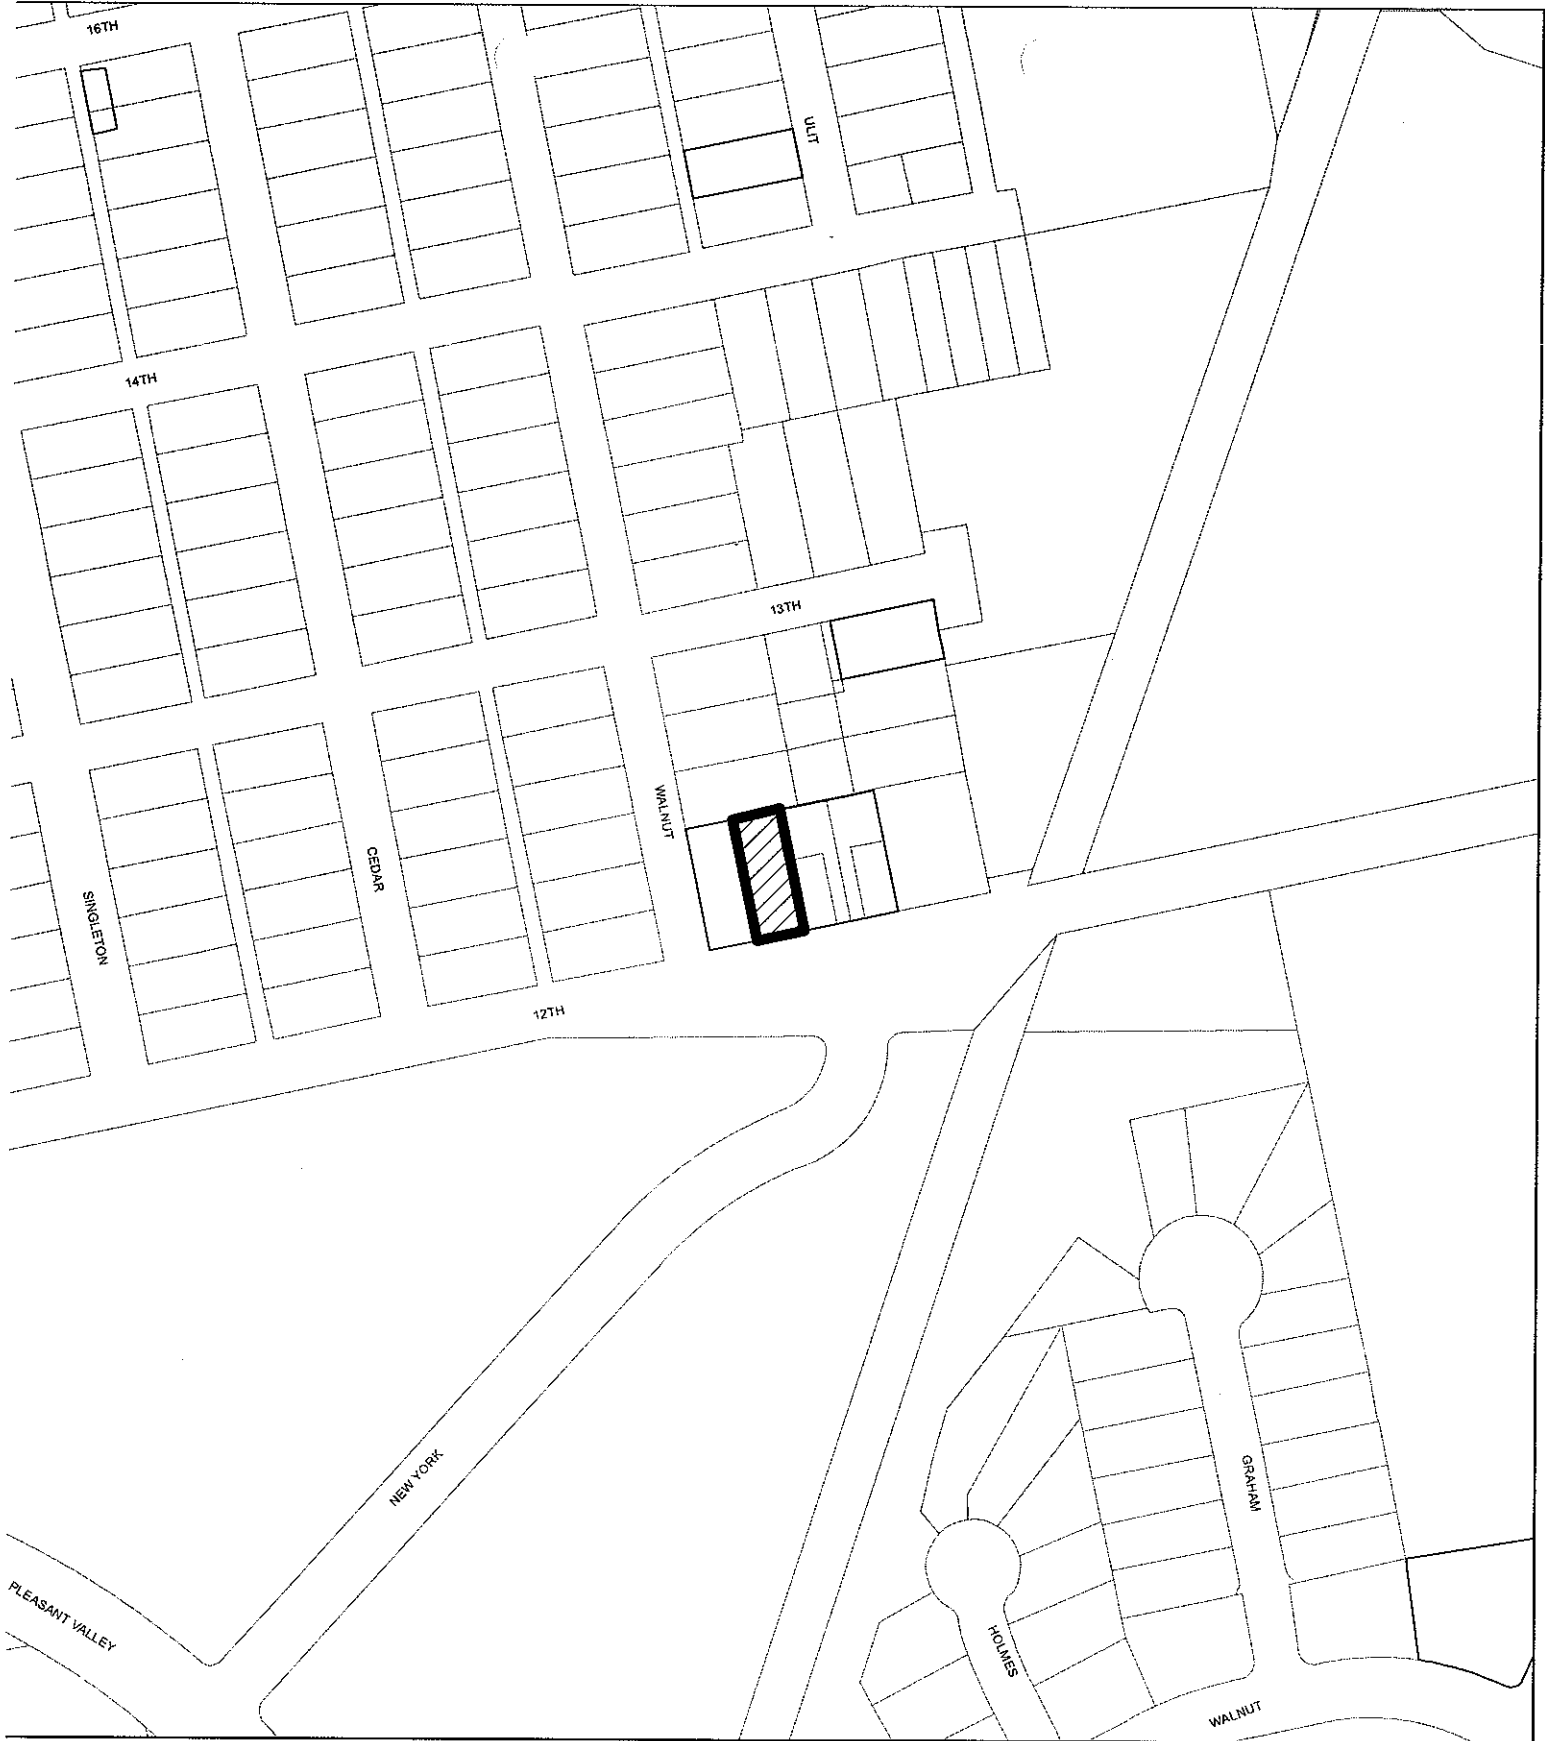 16TH
ULIT
14TH
13TH
WALNUT
CEDAR
SINGLETON
12TH
NEW YORK
GRAHAM
PLEASANT VALLEY
HOLMES
WALNUT